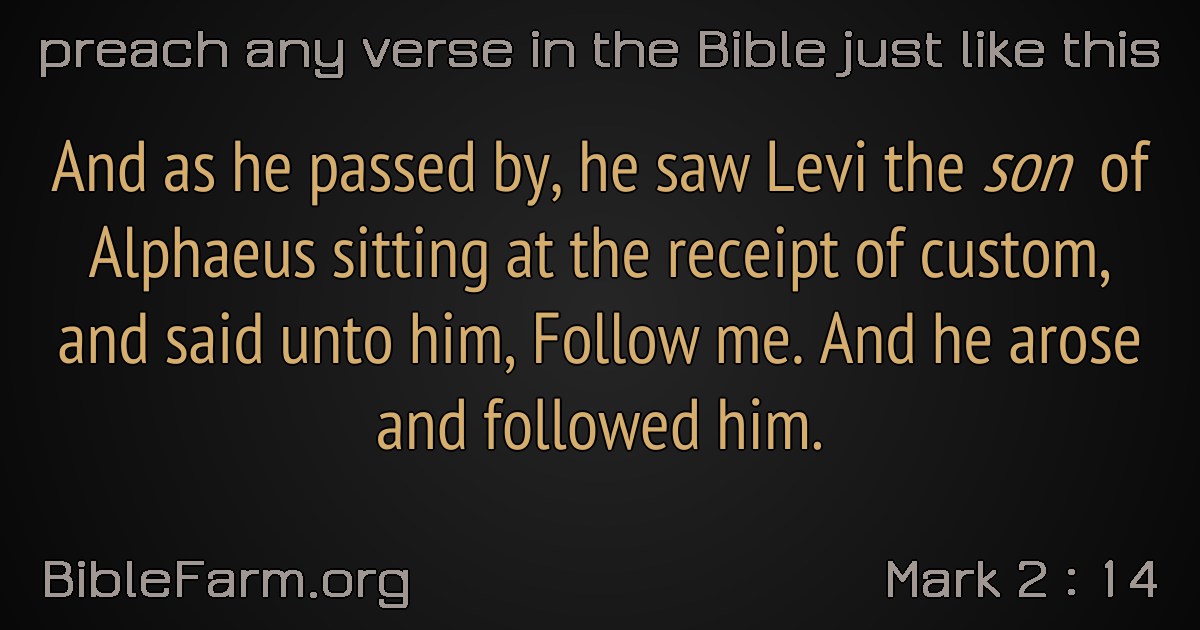 preach any verse in the Bible just like this
And as he passed by, he saw Levi the son of
Alphaeus sitting at the receipt of custom,
and said unto him, Follow me. And he arose
and followed him.
BibleFarm.org
Mark 2 : 14